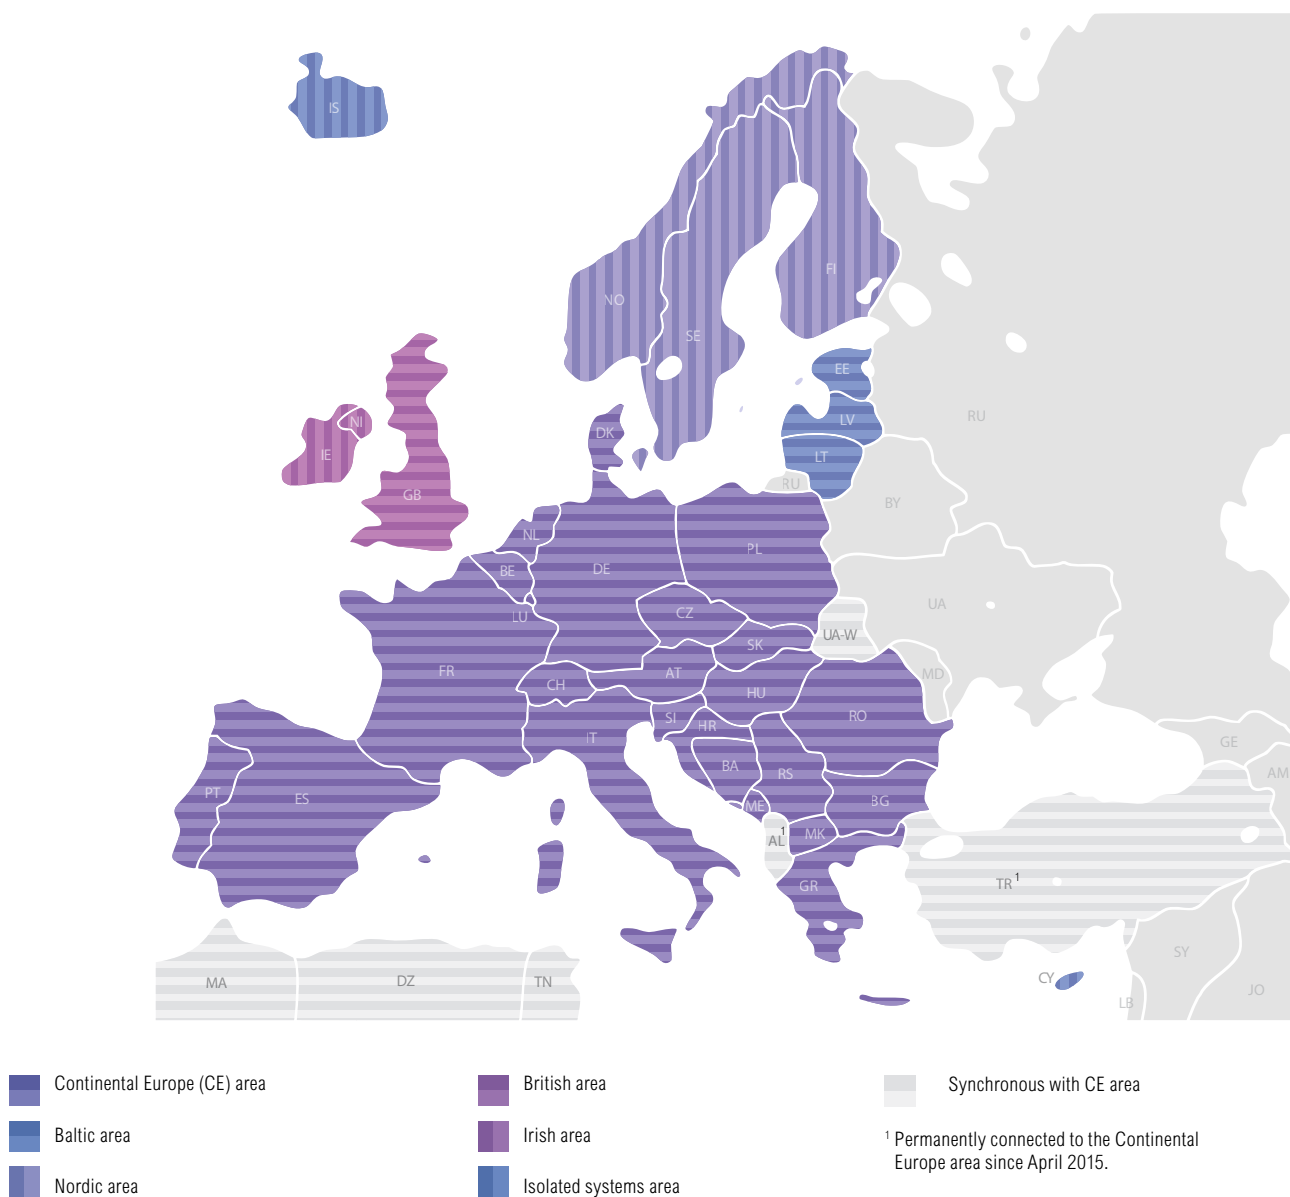 IS
NO
FI
SE
EE
RU
LV
NI
DK
IE
LT
RU
GB
BY
NL
PL
BE
DE
UA
CZ
LU
UA-W
SK
FR
AT
MD
CH
HU
SI
RO
HR
IT
GE
BA
RS
AM
PT
ES
ME
BG
AL1
MK
GR
TR1
SY
MA
DZ
TN
CY
JO
LB
Continental Europe (CE) area
British area
Synchronous with CE area
Baltic area
Irish area
1 Permanently connected to the Continental
Europe area since April 2015.
Nordic area
Isolated systems area